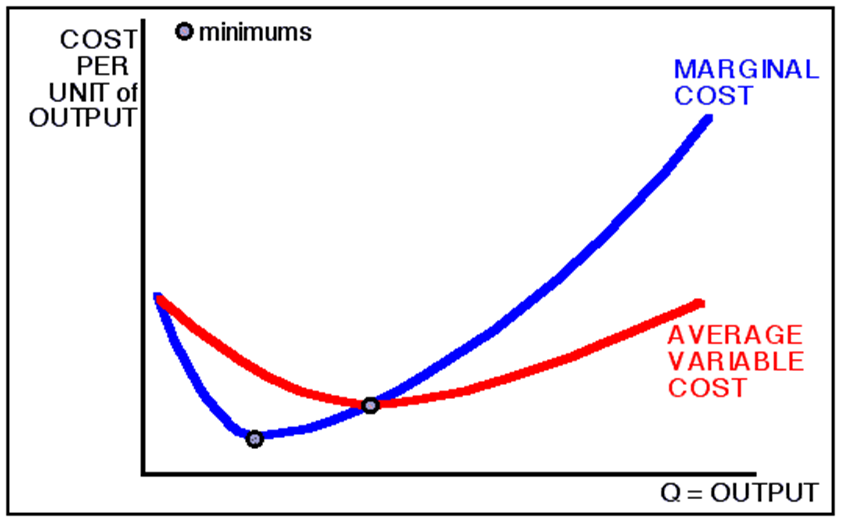 COST
PER
UNIT of
OUTPUT
minimums
MARGINAL
COST
AVERAGE
VARIABLE
COST
Q = OUTPUT